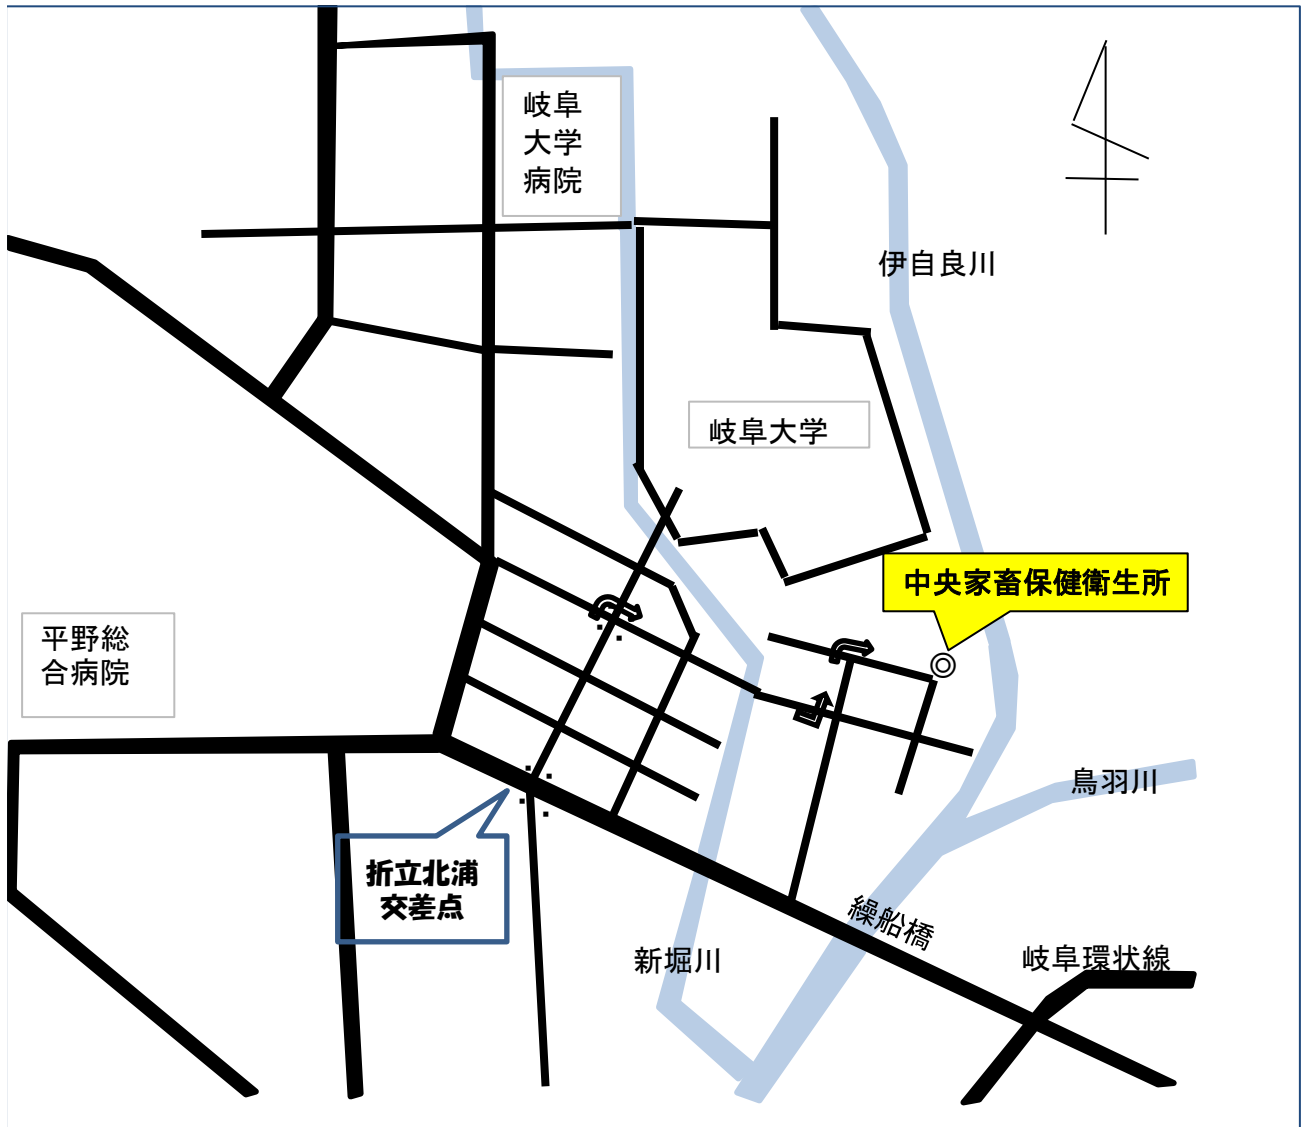 岐阜
大学
病院
伊自良川
岐阜大学
中央家畜保健衛生所
平野総
合病院
鳥羽川
折立北浦
交差点
繰船橋
新堀川
岐阜環状線